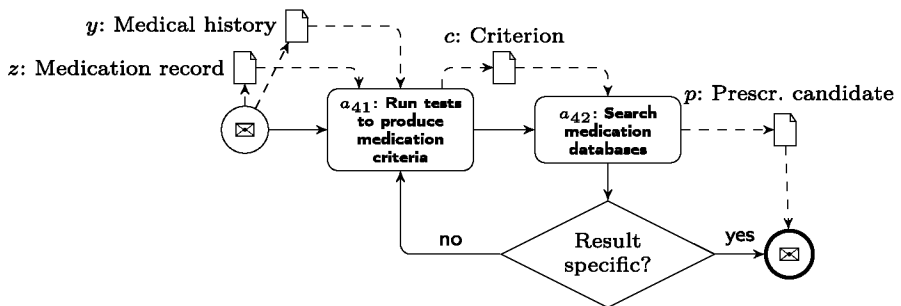 y: Medical history
z: Medication record
c: Criterion
p: Prescr. candidate
a41: Run tests
to produce
medication
criteria
a42: Search
medication
databases
no
Result
specific?
yes